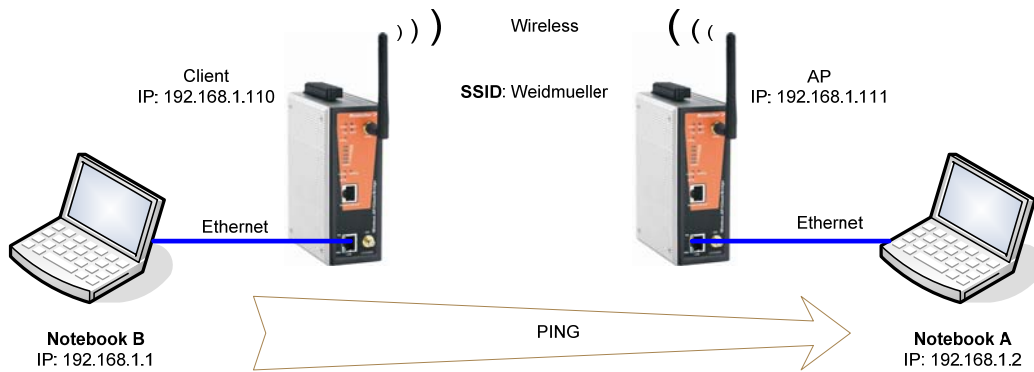 Wireless
Client
IP: 192.168.1.110
SSID: Weidmueller
AP
IP: 192.168.1.111
Ethernet
Ethernet
PING
Notebook B
IP: 192.168.1.1
Notebook A
IP: 192.168.1.2